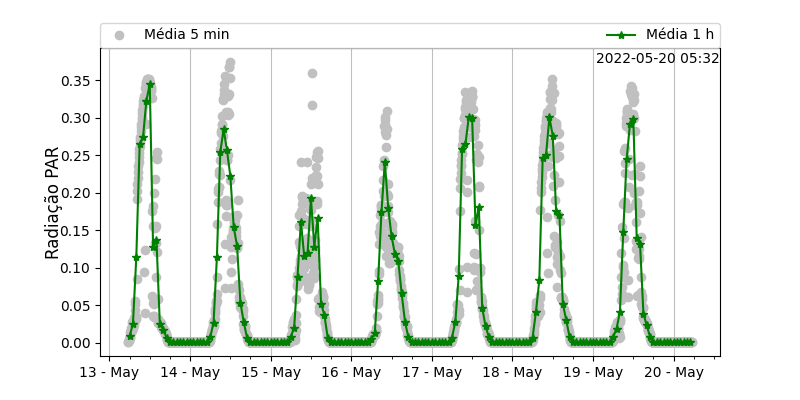 Média 5 min
Média 1 h
2022-05-20 05:32
Radiação PAR
0.35
0.30
0.25
0.20
0.15
0.10
0.05
0.00
13 - May
14 - May
15 - May
16 - May
17 - May
18 - May
19 - May
20 - May